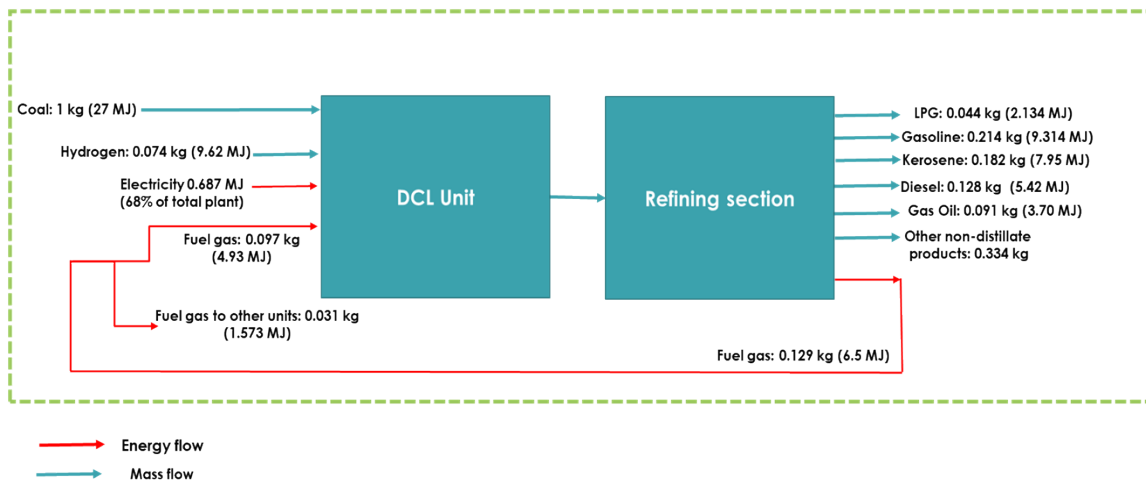 Coal: 1 kg (27 MJ)
Hydrogen: 0.074 kg (9.62 MJ)
Electricity 0.687 MJ
(68% of total plant)
Fuel gas: 0.097 kg
(4.93 MJ)
Fuel gas to other units: 0.031 kg
(1.573 MJ)
DCL Unit
Refining section
LPG: 0.044 kg (2.134 MJ)
Gasoline: 0.214 kg (9.314 MJ)
Kerosene: 0.182 kg (7.95 MJ)
Diesel: 0.128 kg (5.42 MJ)
Gas Oil: 0.091 kg (3.70 MJ)
Other non-distillate
products: 0.334 kg
Fuel gas: 0.129 kg (6.5 MJ)
Energy flow
Mass flow